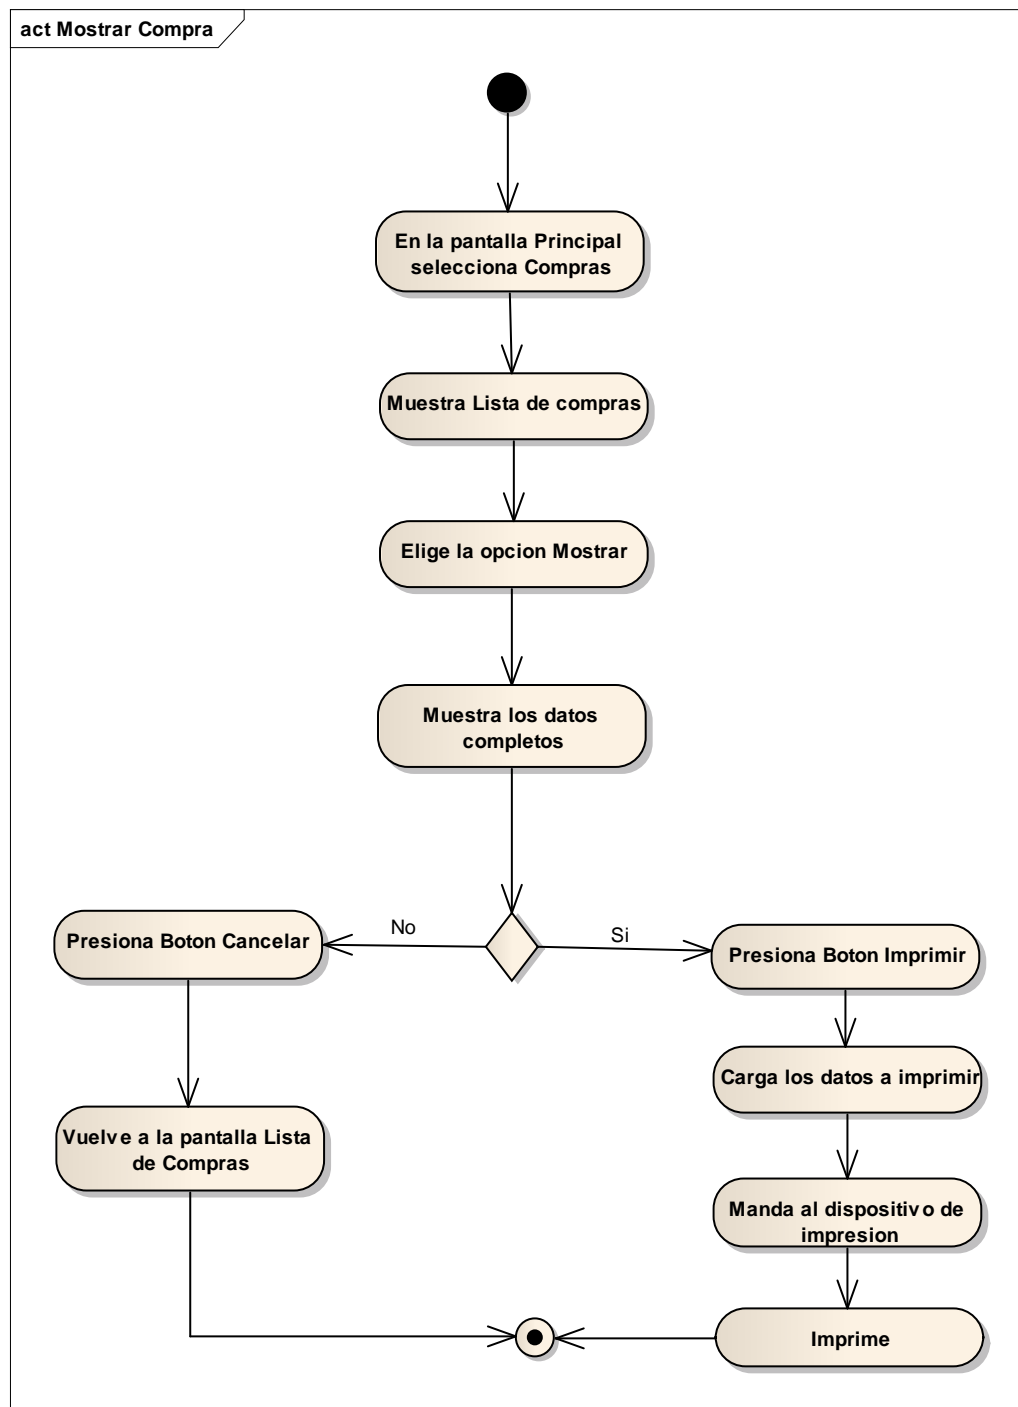 act Mostrar Compra
En la pantalla Principal
selecciona Compras
Muestra Lista de compras
Elige la opcion Mostrar
Muestra los datos
completos
No
Si
Presiona Boton Cancelar
Presiona Boton Imprimir
Carga los datos a imprimir
Vuelve a la pantalla Lista
de Compras
Manda al dispositivo de
impresion
Imprime